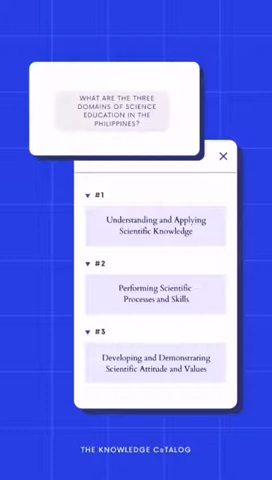 WHAT ARE THE THREE
DOMAINS OF SCIENCE
EDUCATION IN THE
PHILIPPINES?
#1
Understanding and Applying
Scientific Knowledge
#2
Performing Scientific
Processes and Skills
#3
Developing and Demonstrating
Scientific Attitude and Values
THE KNOWLEDGE CaTALOG